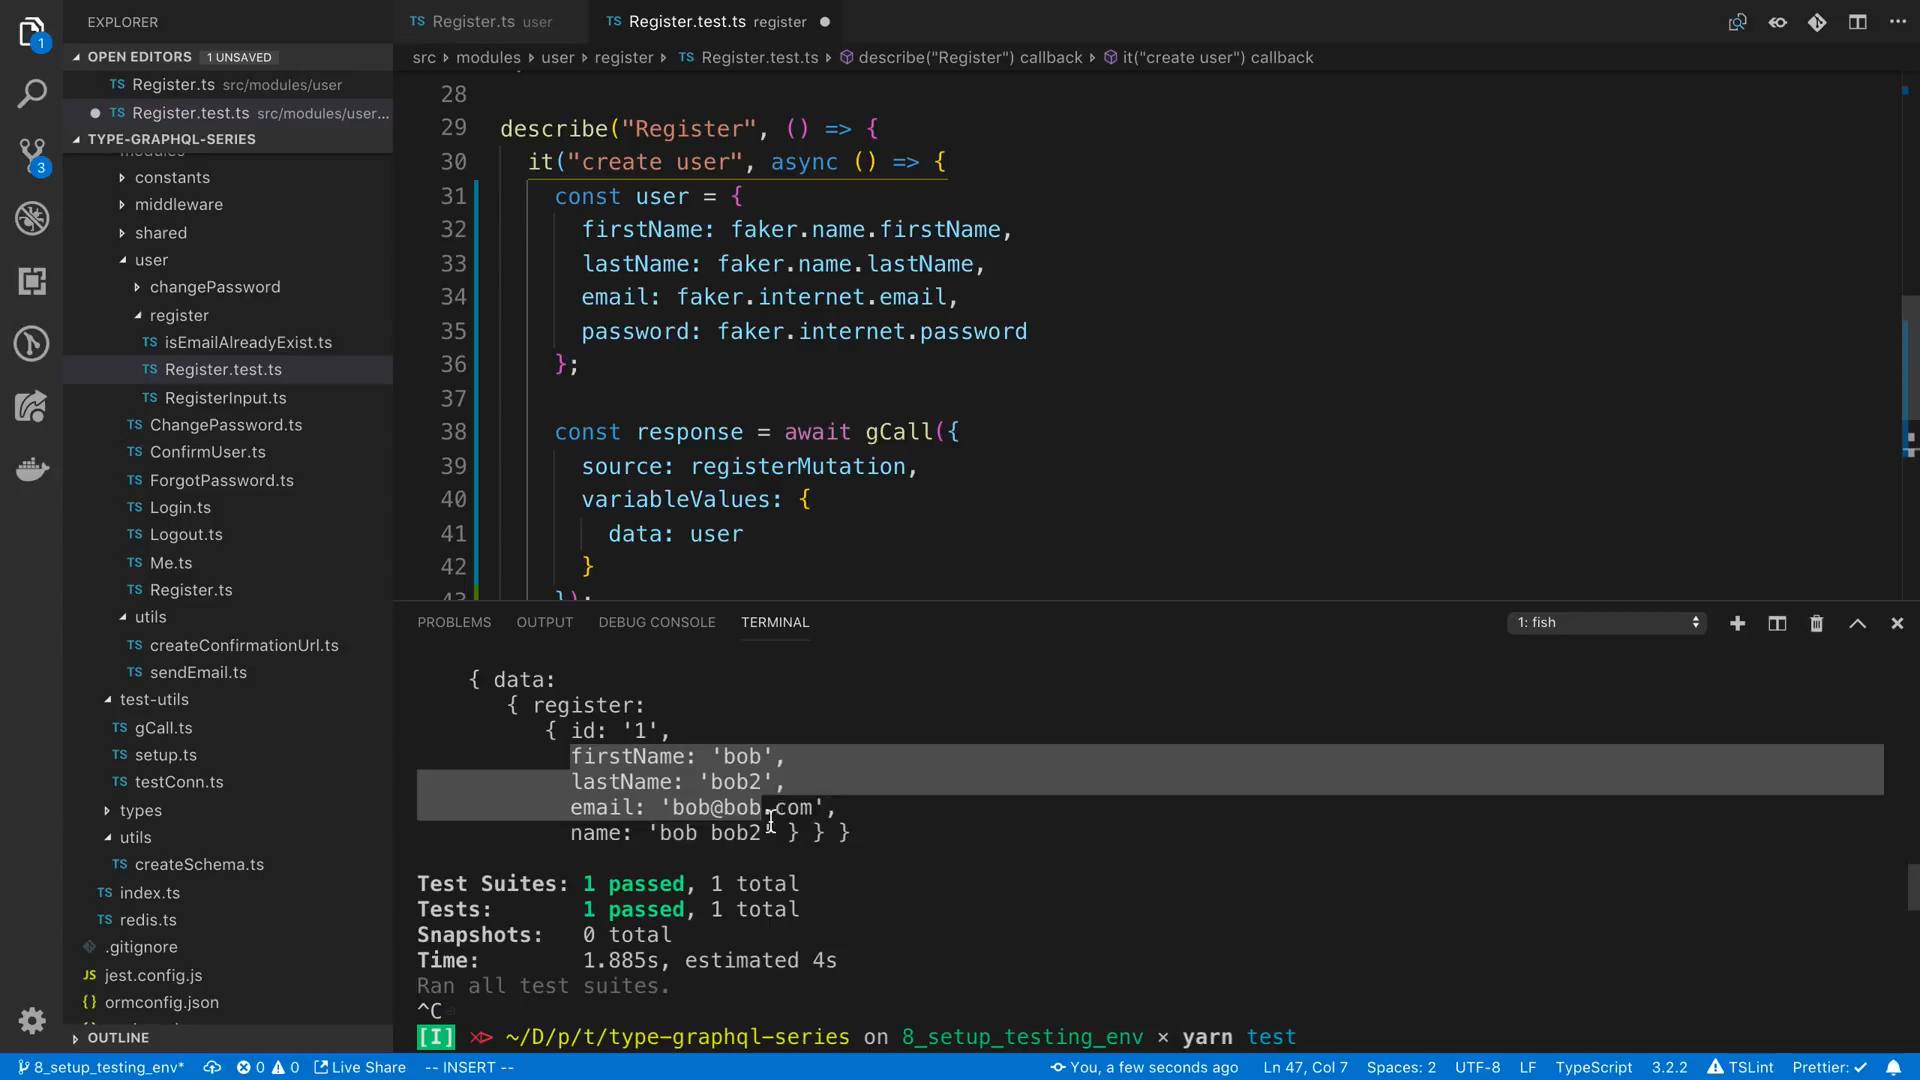 EXPLORER
OPEN EDITORS 1 UNSAVED
TS Register.ts src/modules/user
TS Register.test.ts src/modules/user...
TYPE-GRAPHQL-SERIES
constants
middleware
shared
user
changePassword
register
TS isEmailAlreadyExist.ts
TS Register.test.ts
TS RegisterInput.ts
TS ChangePassword.ts
TS ConfirmUser.ts
TS ForgotPassword.ts
TS Login.ts
TS Logout.ts
TS Me.ts
TS Register.ts
utils
TS createConfirmationUrl.ts
TS sendEmail.ts
test-utils
TS gCall.ts
TS setup.ts
TS testConn.ts
types
utils
TS createSchema.ts
TS index.ts
TS redis.ts
.gitignore
JS jest.config.js
{} ormconfig.json
OUTLINE
1
3
TS Register.ts user
TS Register.test.ts register
src modules user register TS Register.test.ts describe("Register") callback it("create user") callback
28
29 describe("Register", () => {
30 it("create user", async () => {
31 const user = {
32 firstName: faker.name.firstName,
33 lastName: faker.name.lastName,
34 email: faker.internet.email,
35 password: faker.internet.password
36 };
37
38 const response = await gCall({
39 source: registerMutation,
40 variableValues: {
41 data: user
42 }
43 });
PROBLEMS OUTPUT DEBUG CONSOLE TERMINAL 1: fish
{ data:
{ register:
{ id: '1',
firstName: 'bob',
lastName: 'bob2',
email: 'bob@bob.com',
name: 'bob bob2' } } }
Test Suites: 1 passed, 1 total
Tests: 1 passed, 1 total
Snapshots: 0 total
Time: 1.885s, estimated 4s
Ran all test suites.
^C
[I] ~/D/p/t/type-graphql-series on 8_setup_testing_env × yarn test
8_setup_testing_env* 0 0 Live Share -- INSERT -- You, a few seconds ago Ln 47, Col 7 Spaces: 2 UTF-8 LF TypeScript 3.2.2 TSLint Prettier: ✓